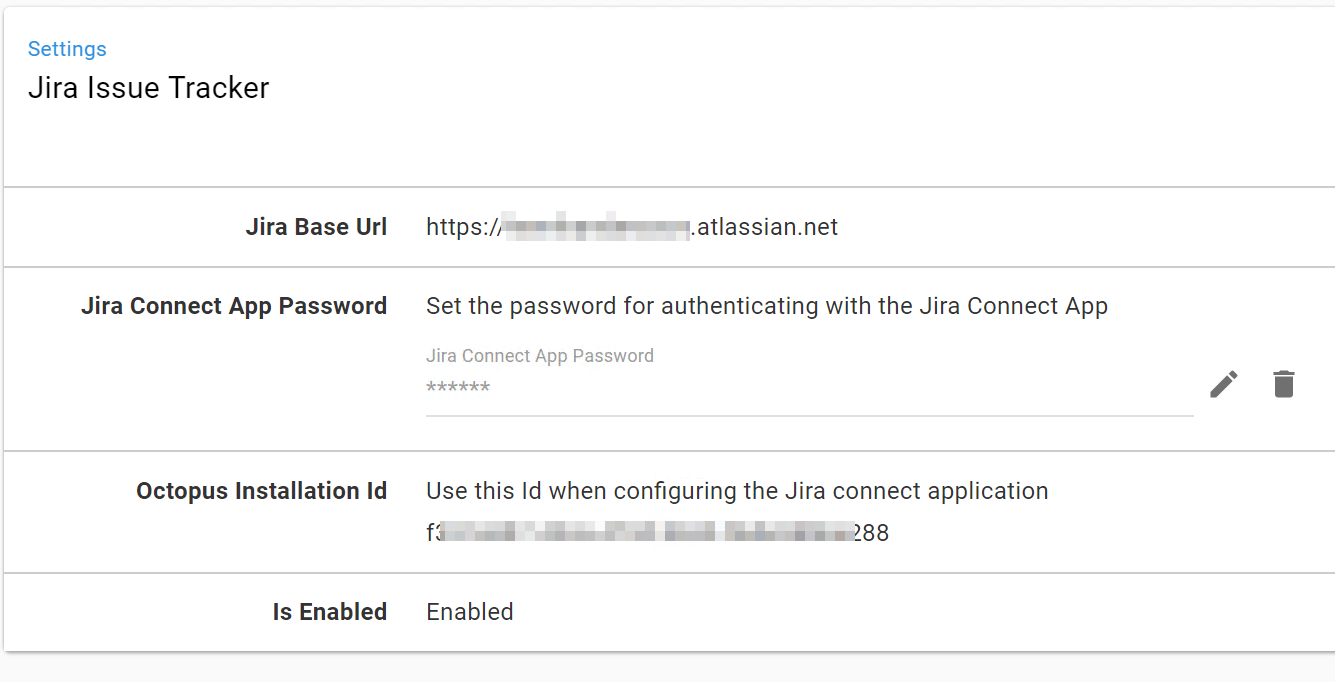 Settings
Jira Issue Tracker
Jira Base Url
https:// .atlassian.net
Jira Connect App Password
Set the password for authenticating with the Jira Connect App
Jira Connect App Password
******
Octopus Installation Id
Use this Id when configuring the Jira connect application
f3 288
Is Enabled
Enabled